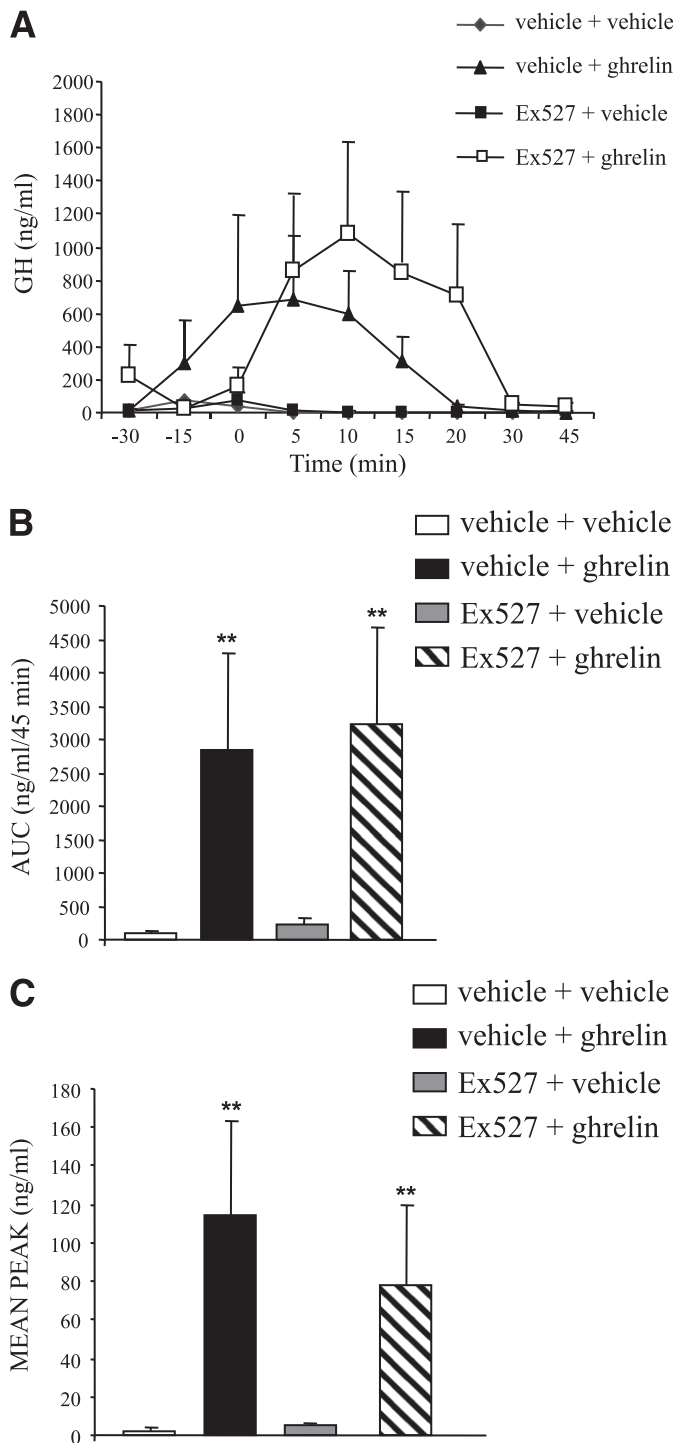 A
vehicle + vehicle
vehicle + ghrelin
Ex527 + vehicle
Ex527 + ghrelin
GH (ng/ml)
2000
1800
1600
1400
1200
1000
800
600
400
200
0
-30 -15 0 5 10 15 20 30 45
Time (min)
B
vehicle + vehicle
vehicle + ghrelin
Ex527 + vehicle
Ex527 + ghrelin
AUC (ng/ml/45 min)
5000
4500
4000
3500
3000
2500
2000
1500
1000
500
0
**
**
C
vehicle + vehicle
vehicle + ghrelin
Ex527 + vehicle
Ex527 + ghrelin
MEAN PEAK (ng/ml)
180
160
140
120
100
80
60
40
20
0
**
**